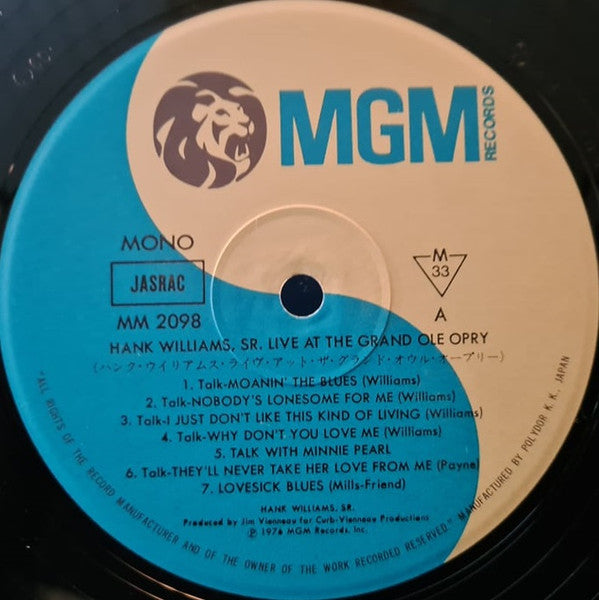 MGM
RECORDS
MONO
JASRAC
MM 2098
M
33
A
HANK WILLIAMS, SR. LIVE AT THE GRAND OLE OPRY
(ハンク・ウイリアムス・ライヴ・アット・ザ・グランド・オウル・オープリー)
1. Talk-MOANIN' THE BLUES (Williams)
2. Talk-NOBODY'S LONESOME FOR ME (Williams)
3. Talk-I JUST DON'T LIKE THIS KIND OF LIVING (Williams)
4. Talk-WHY DON'T YOU LOVE ME (Williams)
5. TALK WITH MINNIE PEARL
6. Talk-THEY'LL NEVER TAKE HER LOVE FROM ME (Payne)
7. LOVESICK BLUES (Mills-Friend)
HANK WILLIAMS, SR.
Produced by Jim Vienneau for Curb-Vienneau Productions
Ⓟ 1976 MGM Records, Inc.
"ALL RIGHTS OF THE RECORD MANUFACTURER AND OF THE OWNER OF THE WORK RECORDED RESERVED." MANUFACTURED BY POLYDOR K. K., JAPAN